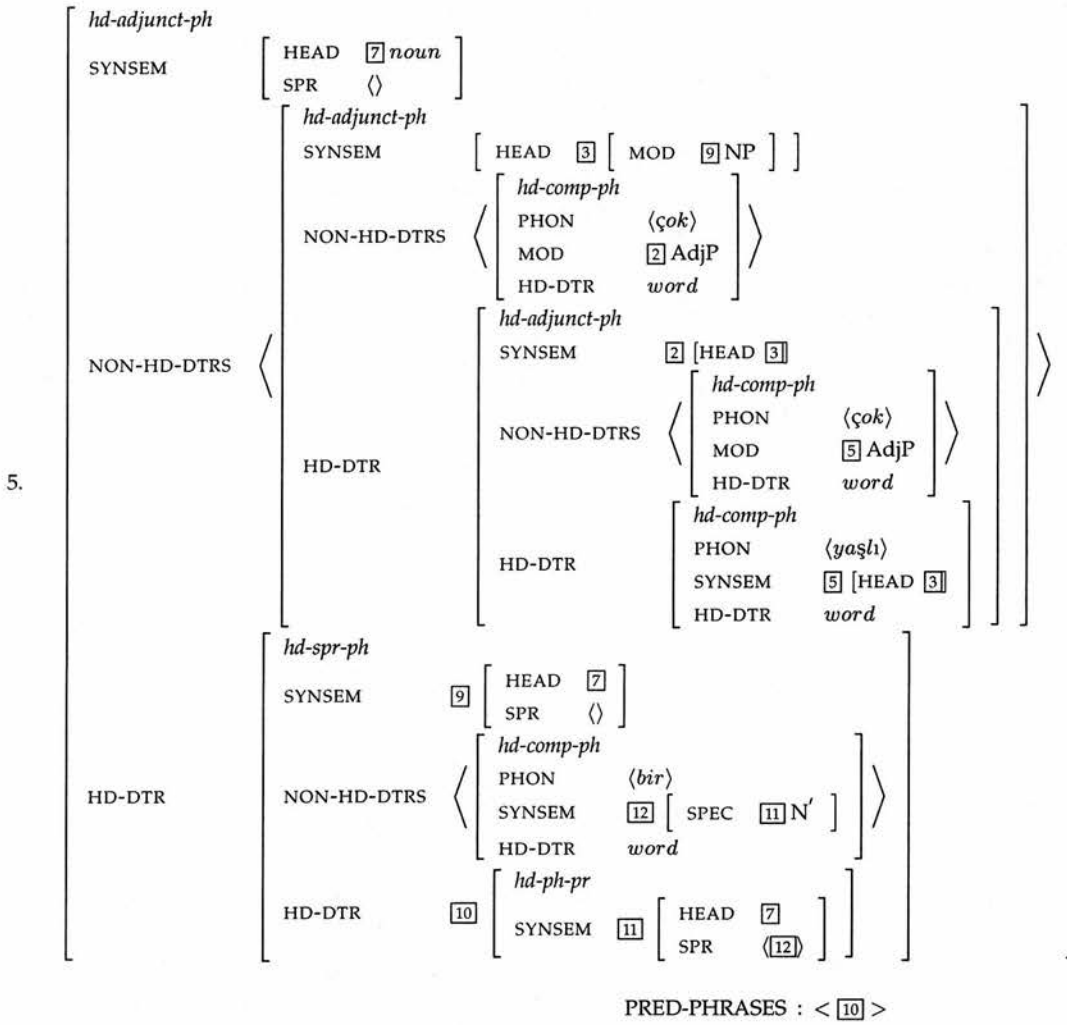 hd-adjunct-ph
SYNSEM [ HEAD [7] noun
SPR ⟨⟩ ]
NON-HD-DTRS ⟨
hd-adjunct-ph
SYNSEM [ HEAD [3] [ MOD [9] NP ] ]
NON-HD-DTRS ⟨
hd-comp-ph
PHON ⟨çok⟩
MOD [2] AdjP
HD-DTR word
⟩
HD-DTR
hd-adjunct-ph
SYNSEM [2] [HEAD [3]]
NON-HD-DTRS ⟨
hd-comp-ph
PHON ⟨çok⟩
MOD [5] AdjP
HD-DTR word
⟩
HD-DTR
hd-comp-ph
PHON ⟨yaşlı⟩
SYNSEM [5] [HEAD [3]]
HD-DTR word
⟩
5.
HD-DTR
hd-spr-ph
SYNSEM [9] [ HEAD [7]
SPR ⟨⟩ ]
NON-HD-DTRS ⟨
hd-comp-ph
PHON ⟨bir⟩
SYNSEM [12] [ SPEC [11] N′ ]
HD-DTR word
⟩
HD-DTR [10]
hd-ph-pr
SYNSEM [11] [ HEAD [7]
SPR ⟨[12]⟩ ]
PRED-PHRASES : < [10] >